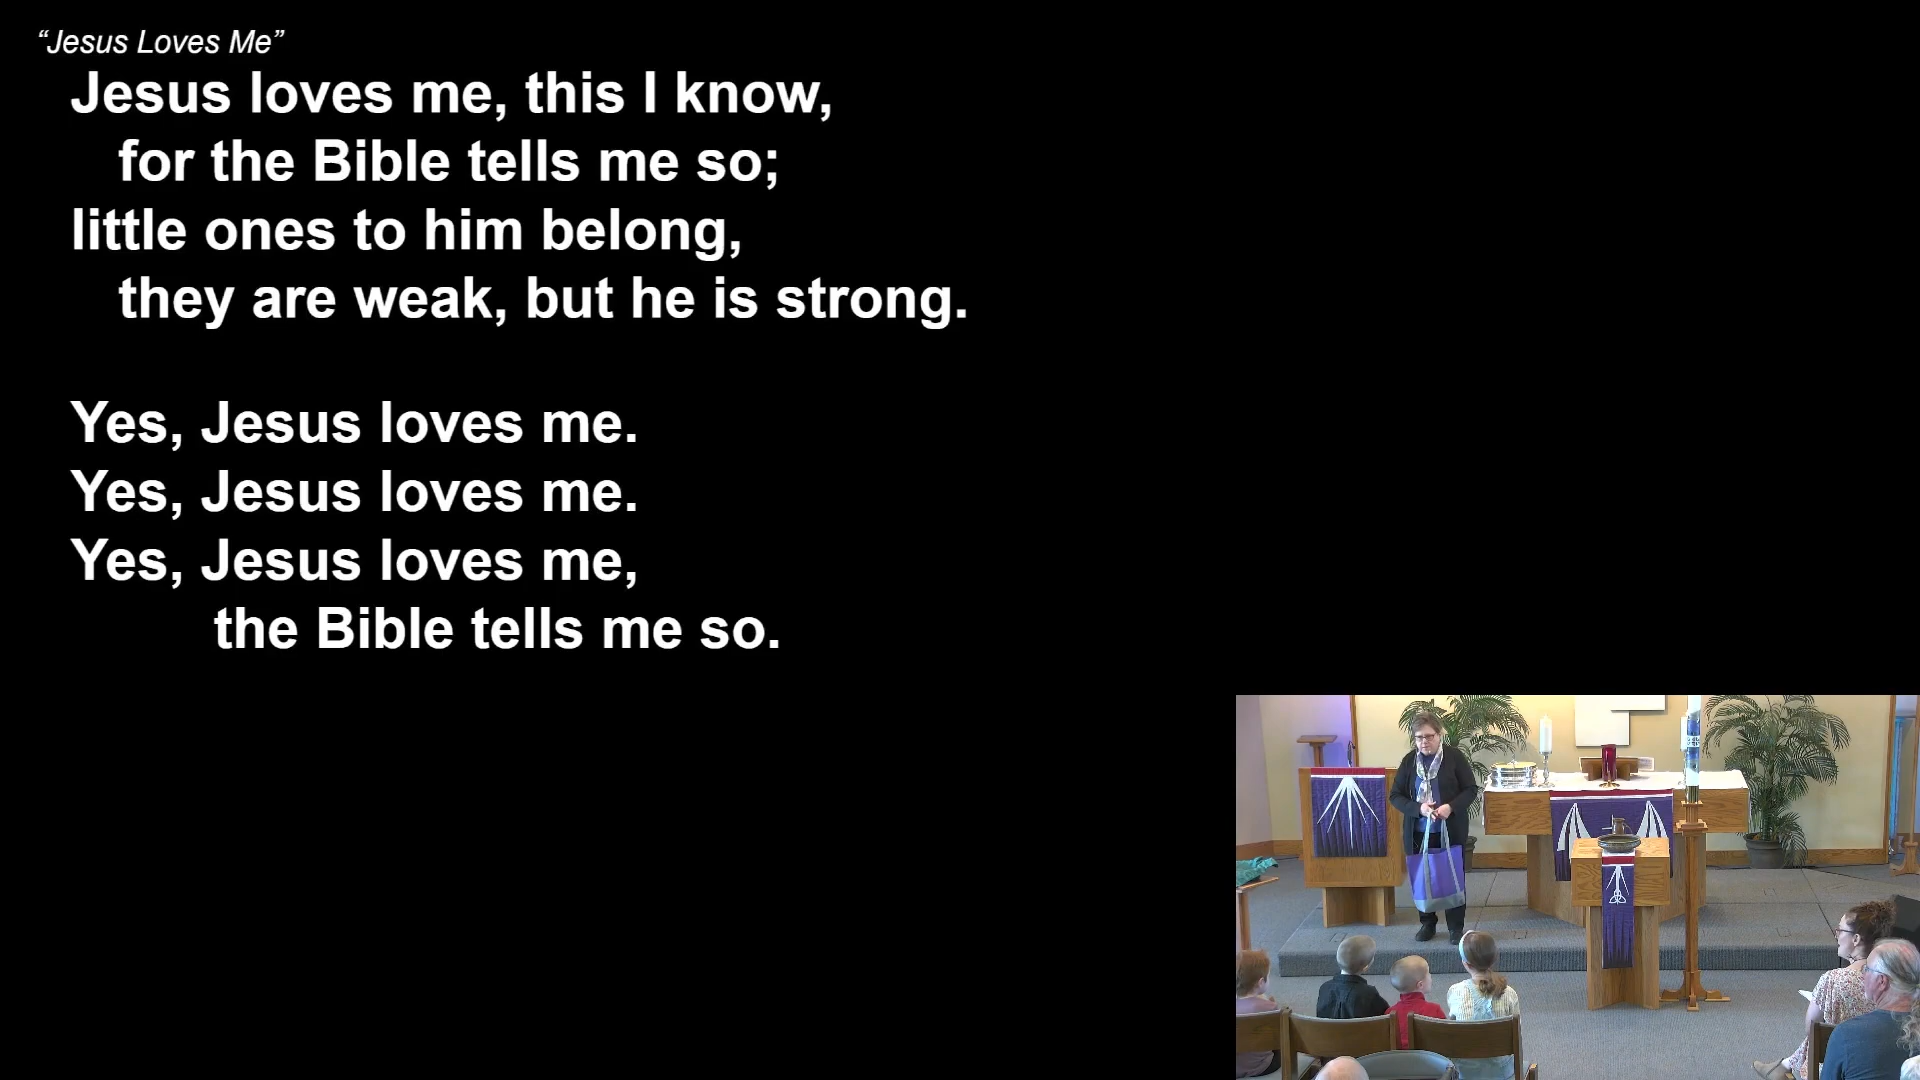 “Jesus Loves Me”
Jesus loves me, this I know,
for the Bible tells me so;
little ones to him belong,
they are weak, but he is strong.
Yes, Jesus loves me.
Yes, Jesus loves me.
Yes, Jesus loves me,
the Bible tells me so.